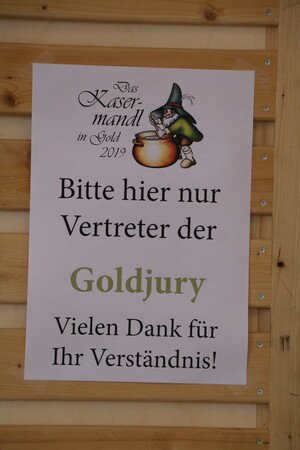 Das
Kaser-
mandl
in Gold
2019
Bitte hier nur
Vertreter der
Goldjury
Vielen Dank für
Ihr Verständnis!